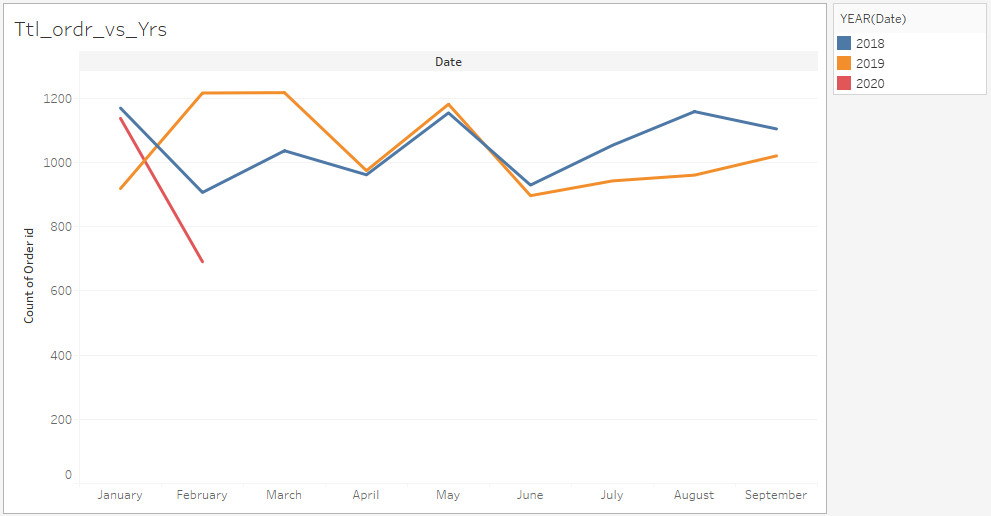 Ttl_ordr_vs_Yrs
Date
Count of Order id
1200
1000
800
600
400
200
0
January February March April May June July August September
YEAR(Date)
2018
2019
2020